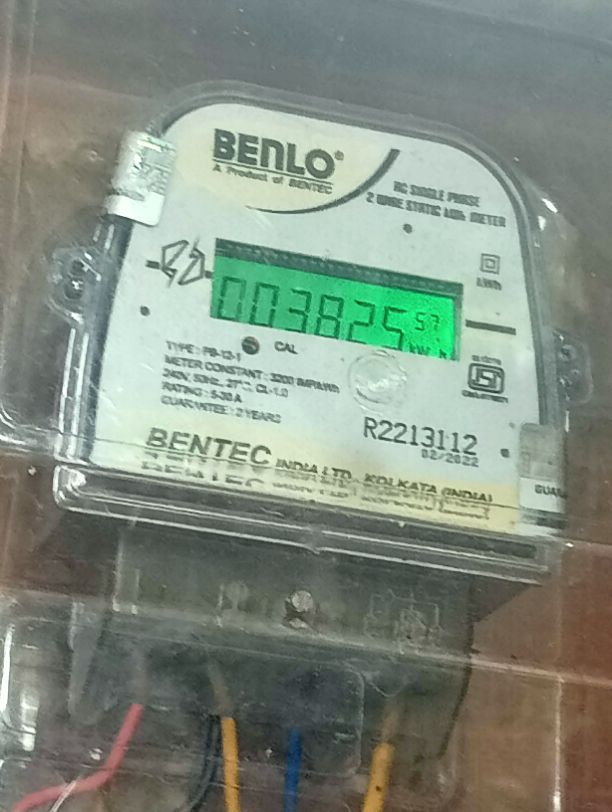 BENLO®
A Product of BENTEC
AC SINGLE PHASE
2 WIRE STATIC kWh METER
kWh
003825 57
kW h
CAL
TYPE : PB-12-1
METER CONSTANT : 3200 IMP/kWh
240V, 50Hz, 27°C, CL-1.0
RATING : 5-30 A
GUARANTEE : 2 YEARS
R2213112
02/2022
BENTEC INDIA LTD., KOLKATA (INDIA)
GUA